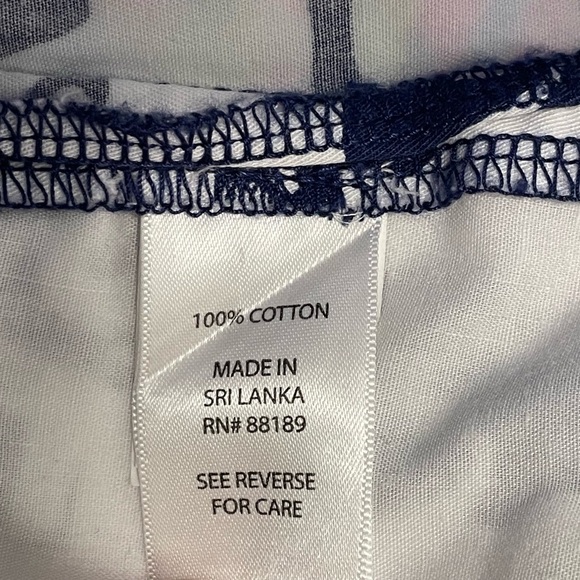 100% COTTON
MADE IN
SRI LANKA
RN# 88189
SEE REVERSE
FOR CARE